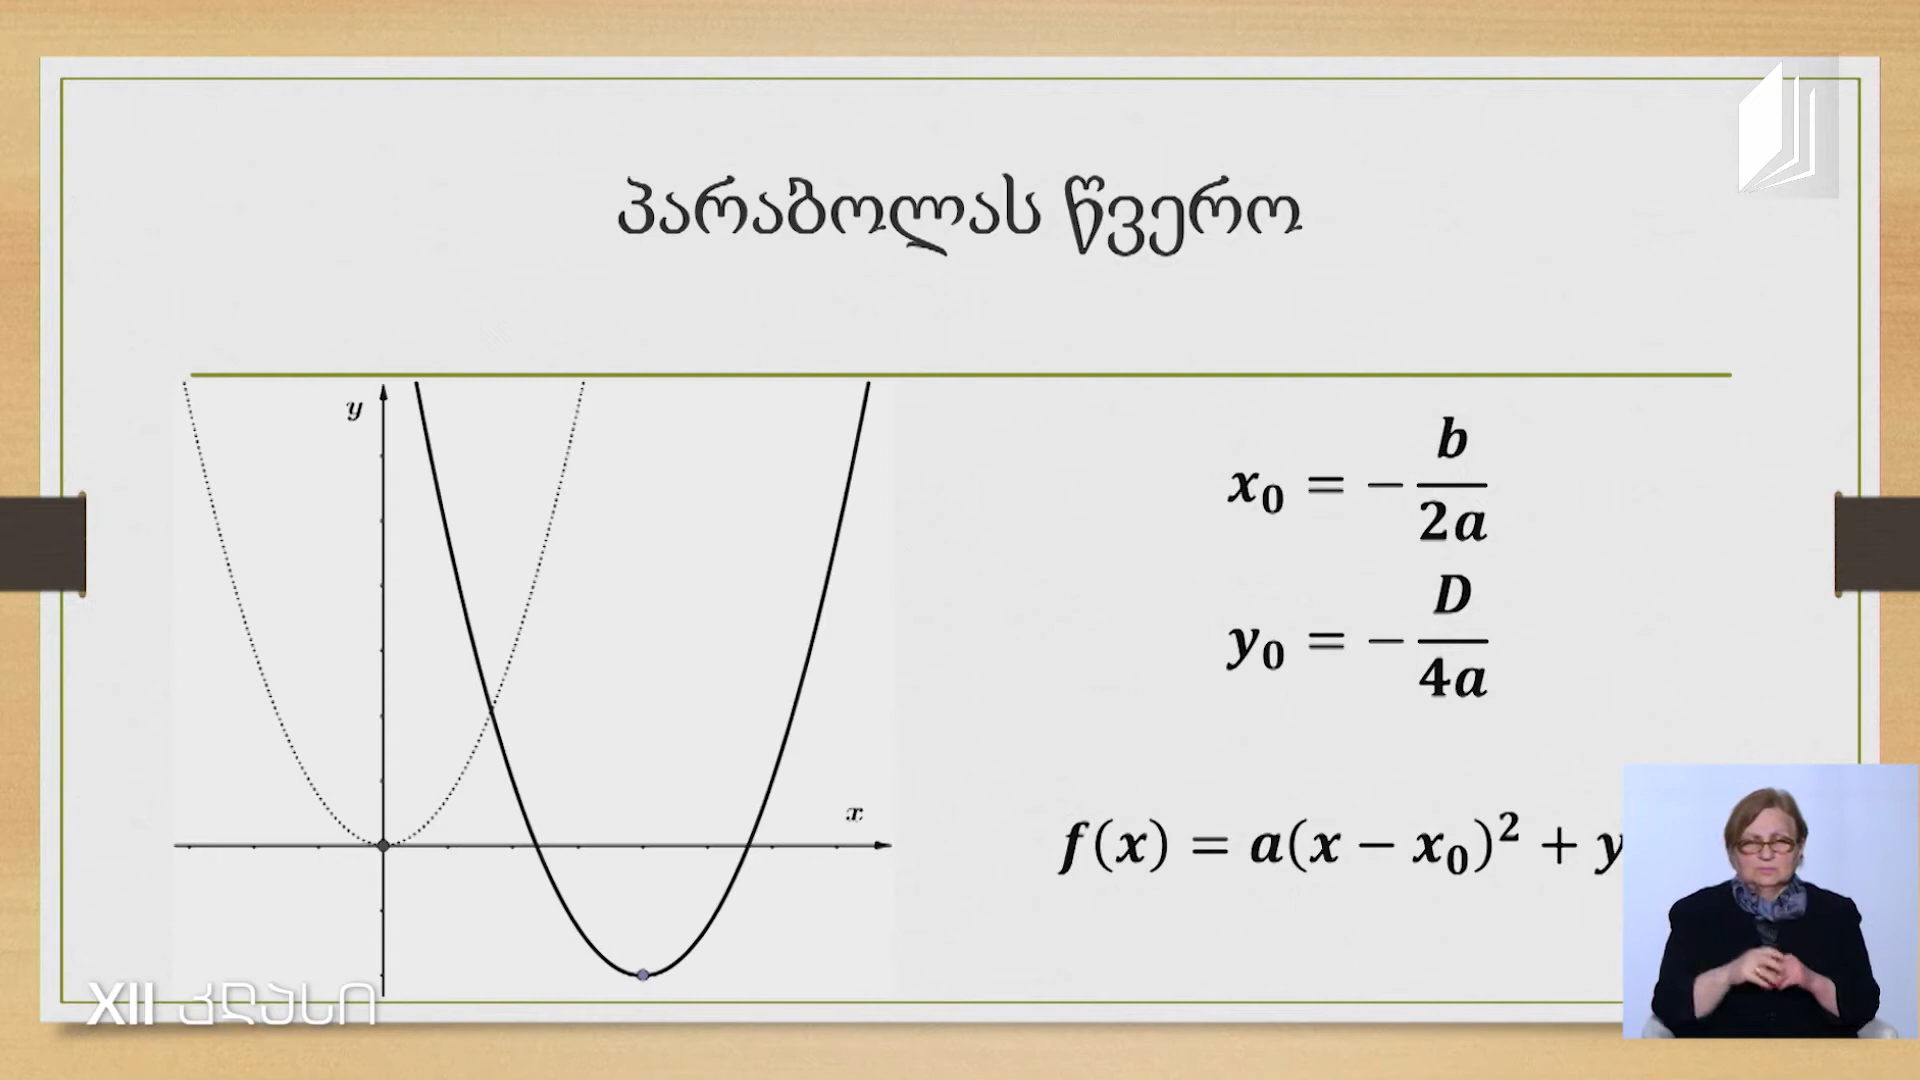 პარაბოლას წვერო
y
x
x₀ = −b/2a
y₀ = −D/4a
f(x) = a(x − x₀)² + y
XII კლასი